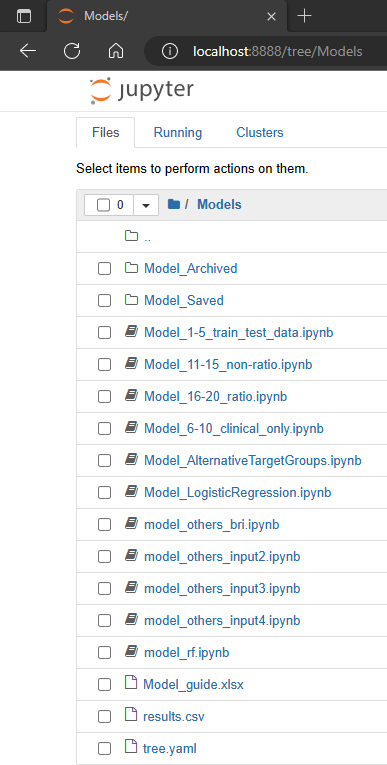 Models/
localhost:8888/tree/Models
jupyter
Files Running Clusters
Select items to perform actions on them.
0 / Models
..
Model_Archived
Model_Saved
Model_1-5_train_test_data.ipynb
Model_11-15_non-ratio.ipynb
Model_16-20_ratio.ipynb
Model_6-10_clinical_only.ipynb
Model_AlternativeTargetGroups.ipynb
Model_LogisticRegression.ipynb
model_others_bri.ipynb
model_others_input2.ipynb
model_others_input3.ipynb
model_others_input4.ipynb
model_rf.ipynb
Model_guide.xlsx
results.csv
tree.yaml